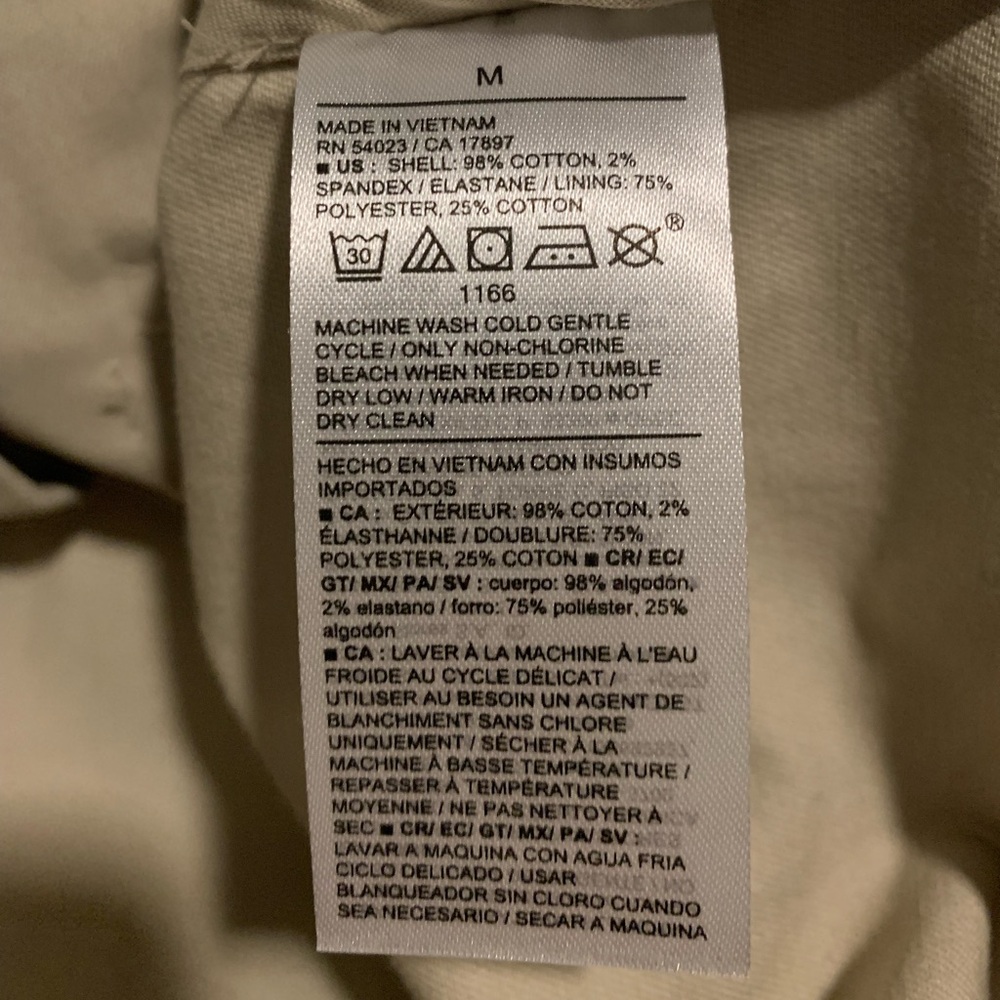 M
MADE IN VIETNAM
RN 54023 / CA 17897
■ US : SHELL: 98% COTTON, 2%
SPANDEX / ELASTANE / LINING: 75%
POLYESTER, 25% COTTON
30 ®
1166
MACHINE WASH COLD GENTLE
CYCLE / ONLY NON-CHLORINE
BLEACH WHEN NEEDED / TUMBLE
DRY LOW / WARM IRON / DO NOT
DRY CLEAN
HECHO EN VIETNAM CON INSUMOS
IMPORTADOS
■ CA : EXTÉRIEUR: 98% COTON, 2%
ÉLASTHANNE / DOUBLURE: 75%
POLYESTER, 25% COTON ■ CR/ EC/
GT/ MX/ PA/ SV : cuerpo: 98% algodón,
2% elastano / forro: 75% poliéster, 25%
algodón
■ CA : LAVER À LA MACHINE À L'EAU
FROIDE AU CYCLE DÉLICAT /
UTILISER AU BESOIN UN AGENT DE
BLANCHIMENT SANS CHLORE
UNIQUEMENT / SÉCHER À LA
MACHINE À BASSE TEMPÉRATURE /
REPASSER À TEMPÉRATURE
MOYENNE / NE PAS NETTOYER À
SEC ■ CR/ EC/ GT/ MX/ PA/ SV :
LAVAR A MAQUINA CON AGUA FRIA
CICLO DELICADO / USAR
BLANQUEADOR SIN CLORO CUANDO
SEA NECESARIO / SECAR A MAQUINA